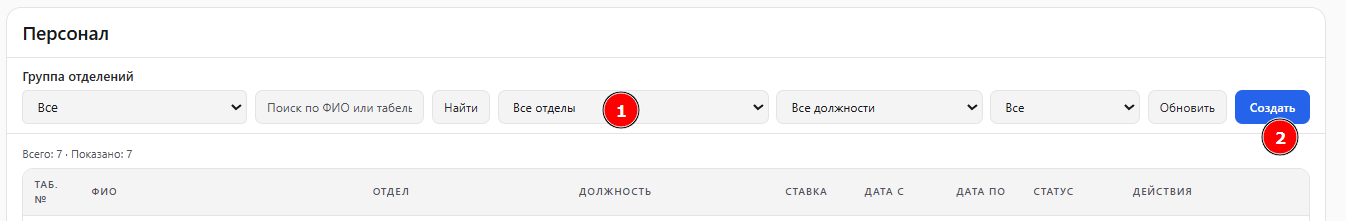 Персонал
Группа отделений
Все Поиск по ФИО или табель Найти Все отделы 1 Все должности Все Обновить Создать
2
Всего: 7 · Показано: 7
ТАБ. № ФИО ОТДЕЛ ДОЛЖНОСТЬ СТАВКА ДАТА С ДАТА ПО СТАТУС ДЕЙСТВИЯ